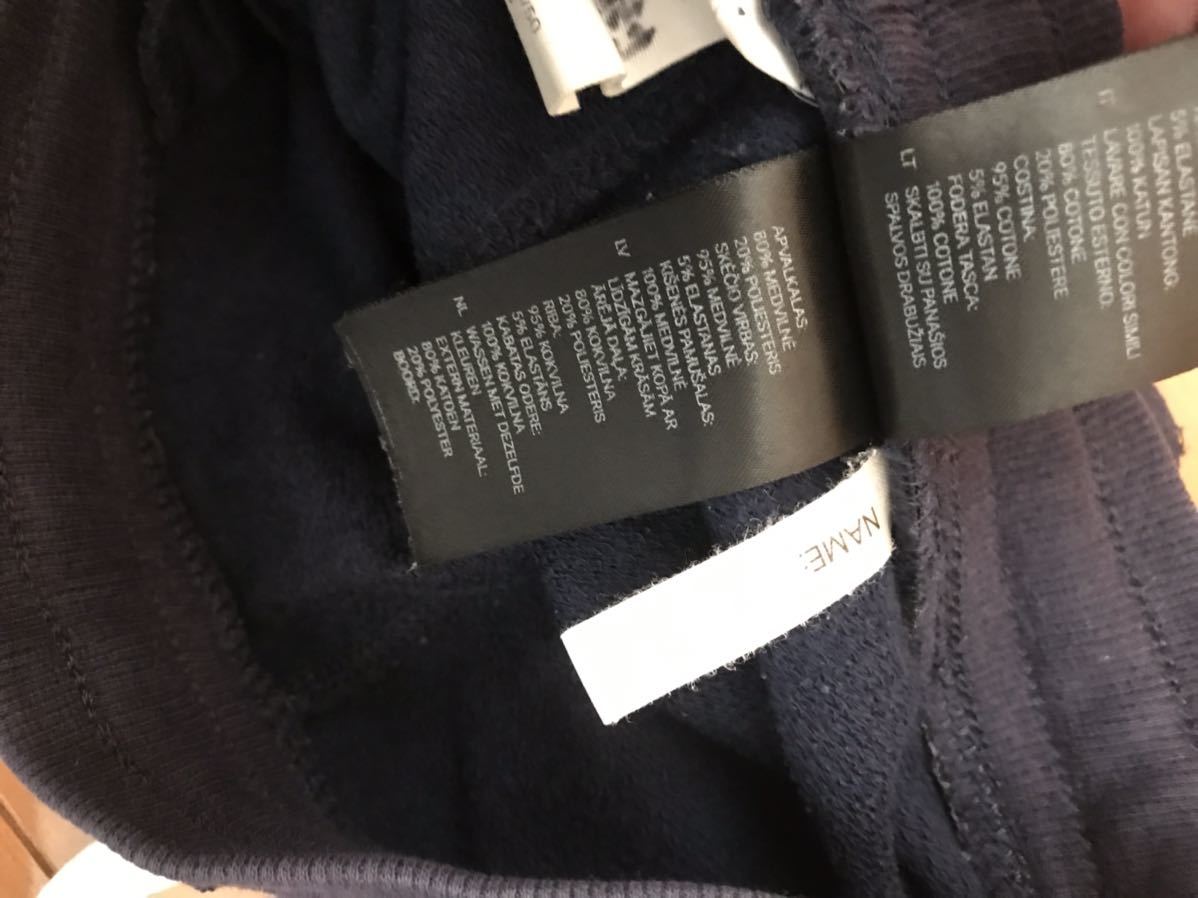 5% ELASTANE
LAPISAN KANTONG:
100% KATUN
IT LAVARE CON COLORI SIMILI
TESSUTO ESTERNO:
80% COTONE
20% POLIESTERE
COSTINA:
95% COTONE
5% ELASTAN
FODERA TASCA:
100% COTONE
LT SKALBTI SU PANAŠIOS
SPALVOS DRABUŽIAIS
APVALKALAS:
80% MEDVILNĖ
20% POLIESTERIS
SKEČIO VIRBAS:
95% MEDVILNĖ
5% ELASTANAS
KIŠENĖS PAMUŠALAS:
100% MEDVILNĖ
LV MAZGĀJIET KOPĀ AR
LĪDZĪGĀM KRĀSĀM
ĀRĒJĀ DAĻA:
80% KOKVILNA
20% POLIESTERIS
RIBA:
95% KOKVILNA
5% ELASTĀNS
KABATAS ODERE:
100% KOKVILNA
NL WASSEN MET DEZELFDE
KLEUREN
EXTERN MATERIAAL:
80% KATOEN
20% POLYESTER
BOORD:
NAME: